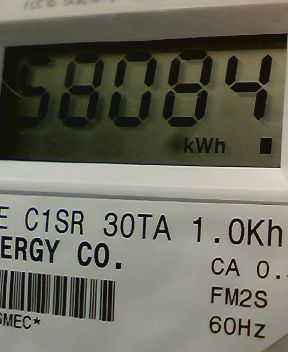 58084
kWh
E C1SR 30TA 1.0Kh
ERGY CO.
CA 0.
FM2S
60Hz
SMEC*